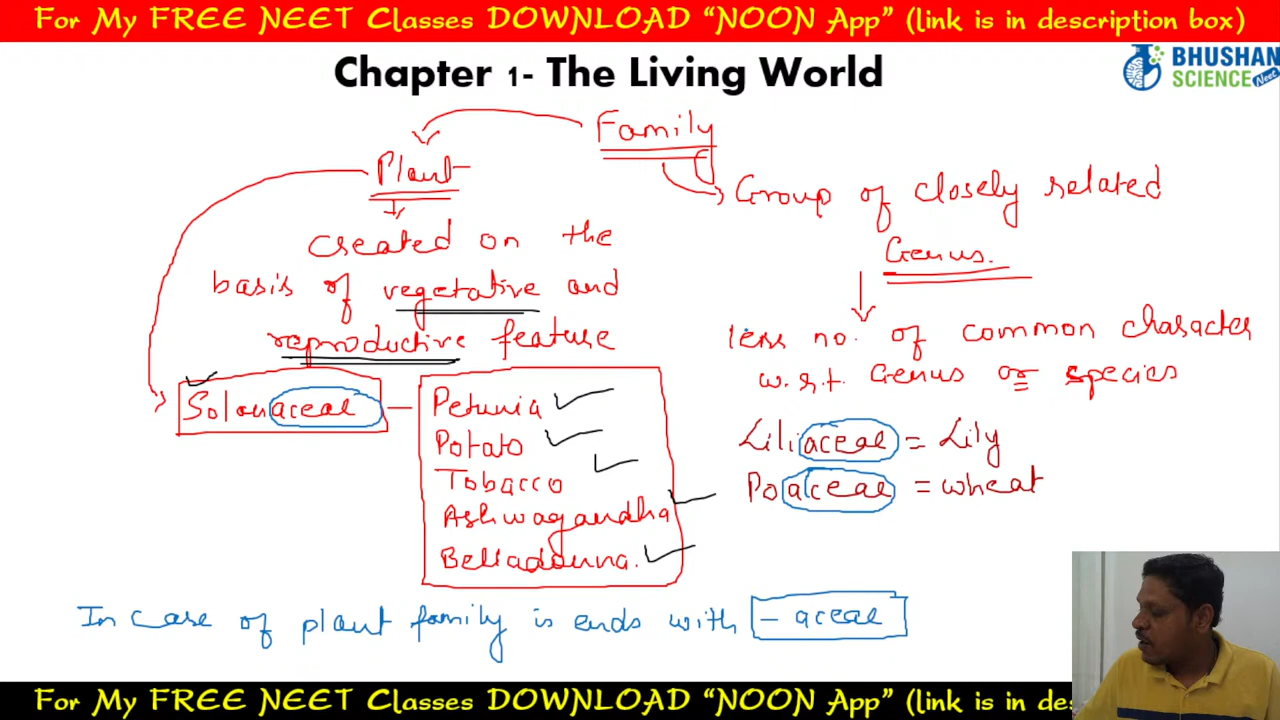 For My FREE NEET Classes DOWNLOAD “NOON App” (link is in description box)
Chapter 1- The Living World
BHUSHAN
SCIENCE Neet
Family
Plant
Group of closely related
Genus.
created on the
basis of vegetative and
reproductive feature
less no. of common character
w.r.t. Genus or species
Solanaceae
Petunia
Potato
Tobacco
Ashwagandha
Belladonna.
Liliaceae = Lily
Poaceae = wheat
In case of plant family is ends with - aceae
For My FREE NEET Classes DOWNLOAD “NOON App” (link is in des